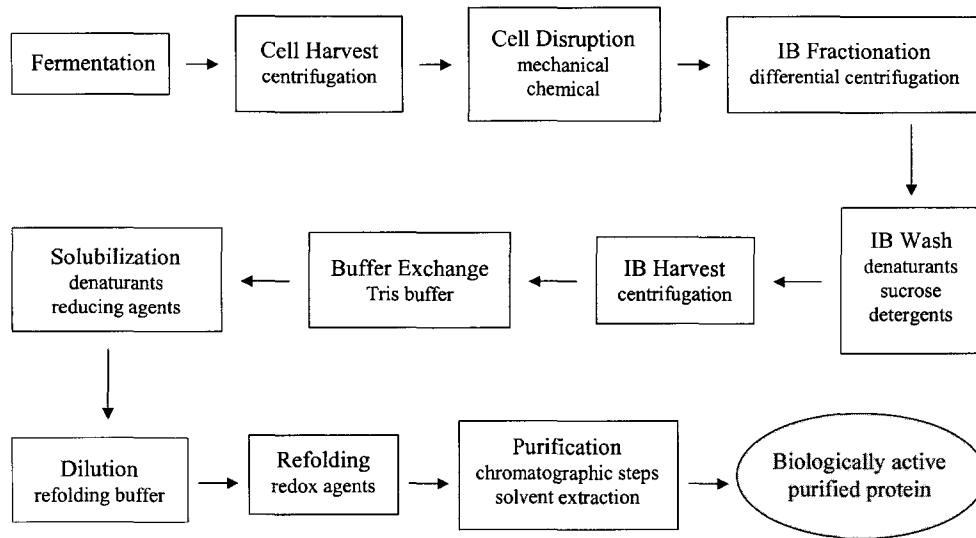 Fermentation
Cell Harvest
centrifugation
Cell Disruption
mechanical
chemical
IB Fractionation
differential centrifugation
IB Wash
denaturants
sucrose
detergents
IB Harvest
centrifugation
Buffer Exchange
Tris buffer
Solubilization
denaturants
reducing agents
Dilution
refolding buffer
Refolding
redox agents
Purification
chromatographic steps
solvent extraction
Biologically active
purified protein